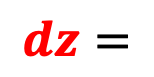 dz =